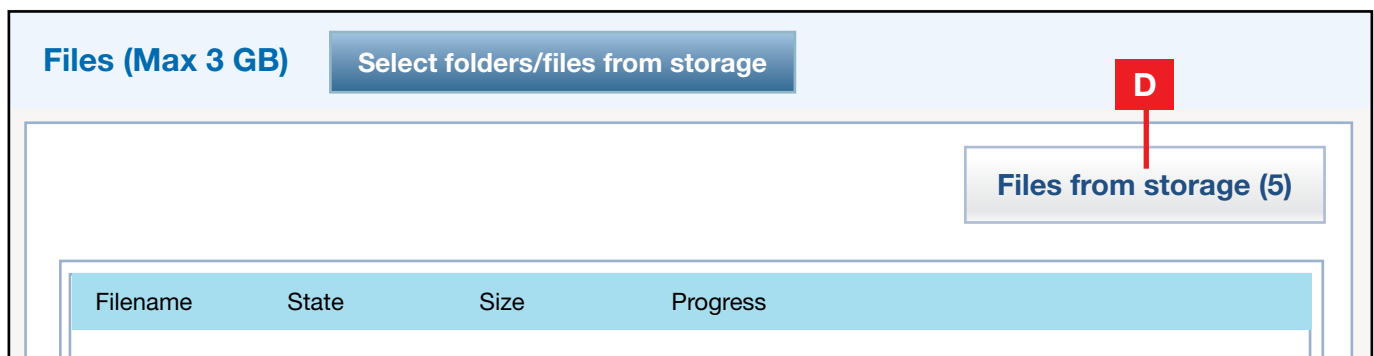 Files (Max 3 GB) Select folders/files from storage
D
Files from storage (5)
Filename State Size Progress